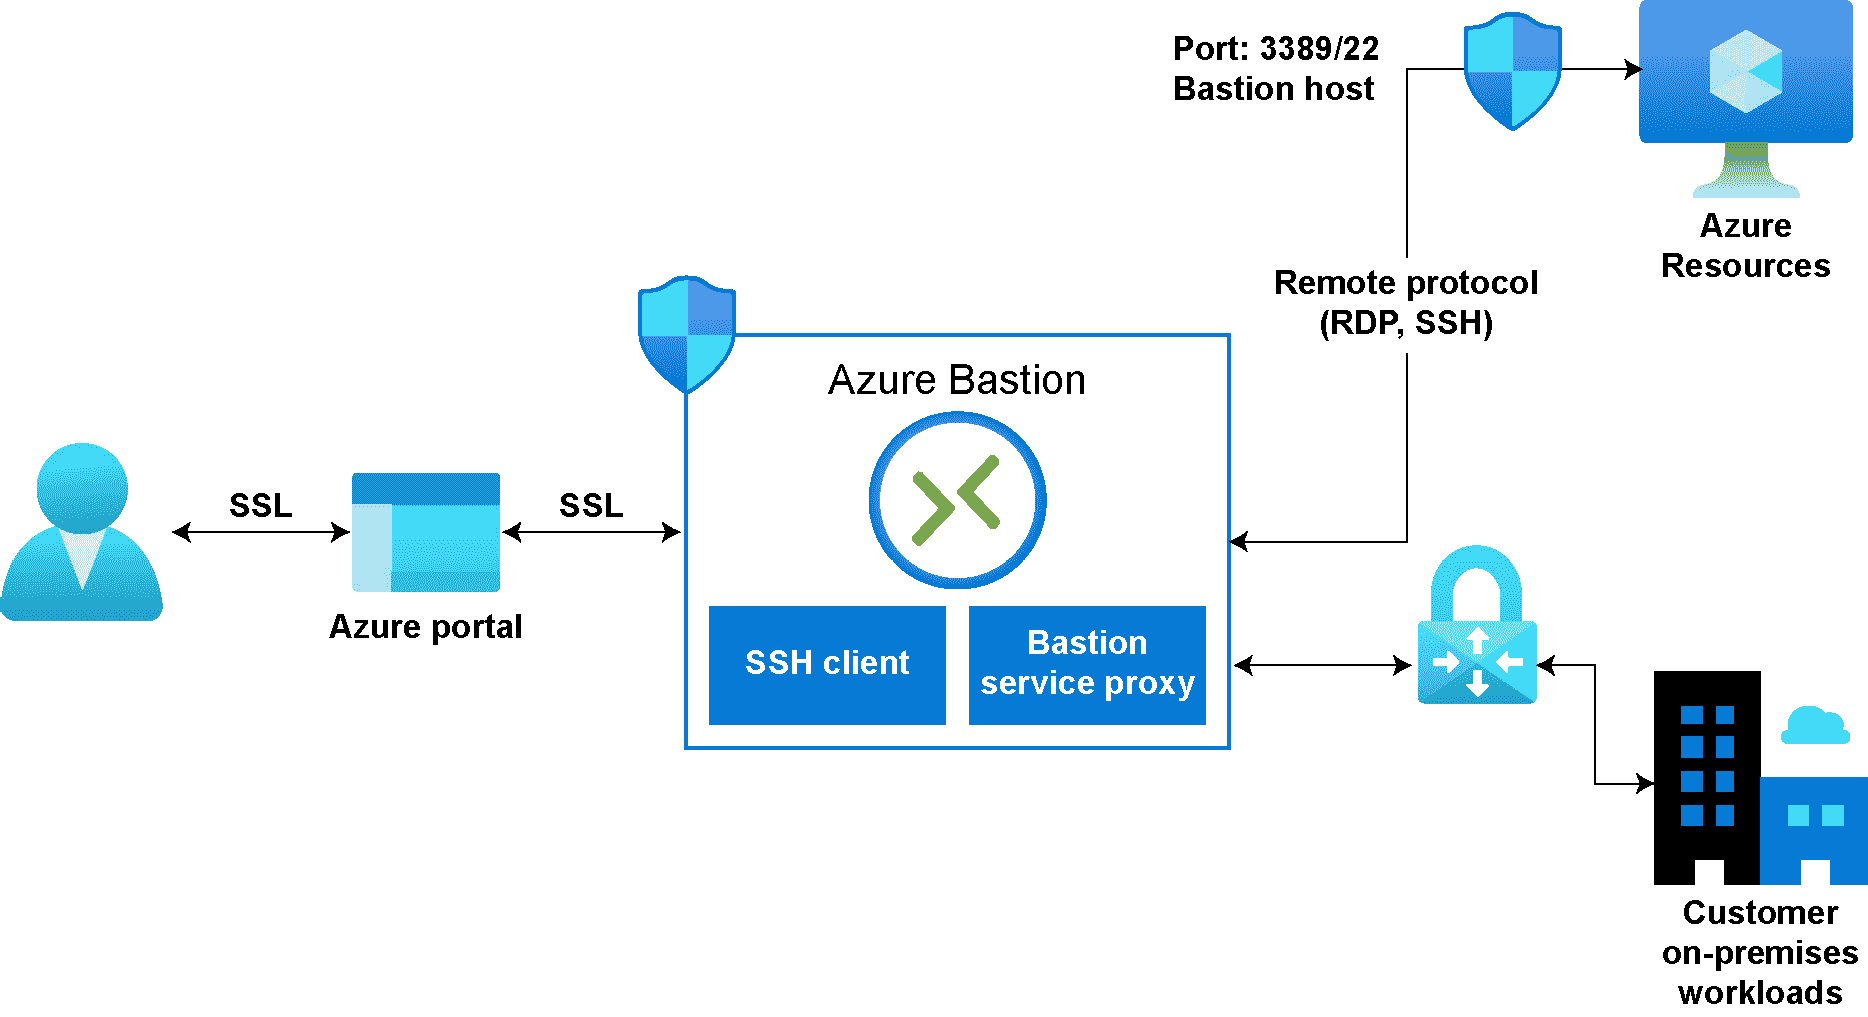 Port: 3389/22
Bastion host
Azure
Resources
Remote protocol
(RDP, SSH)
Azure Bastion
SSL
SSL
Azure portal
SSH client
Bastion
service proxy
Customer
on-premises
workloads